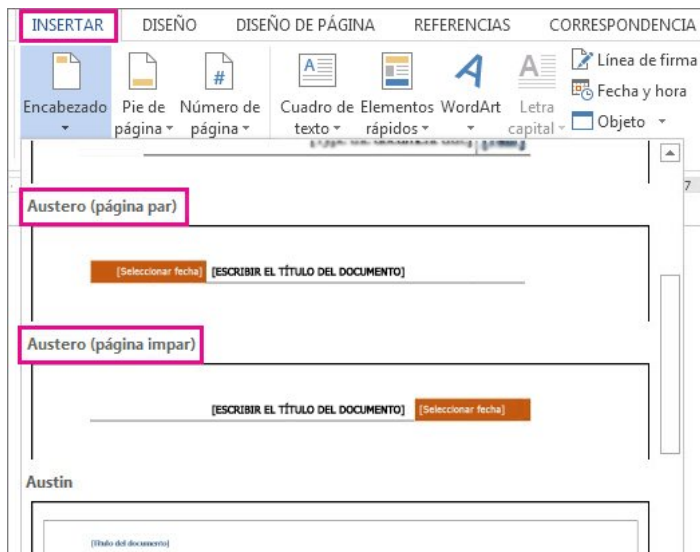 INSERTAR DISEÑO DISEÑO DE PÁGINA REFERENCIAS CORRESPONDENCIA
Encabezado
Pie de página
Número de página
#
A
Cuadro de texto
Elementos rápidos
A
WordArt
A
Letra capital
Línea de firma
Fecha y hora
Objeto
7
Austero (página par)
[Seleccionar fecha] [ESCRIBIR EL TÍTULO DEL DOCUMENTO]
Austero (página impar)
[ESCRIBIR EL TÍTULO DEL DOCUMENTO] [Seleccionar fecha]
Austin
[Título del documento]